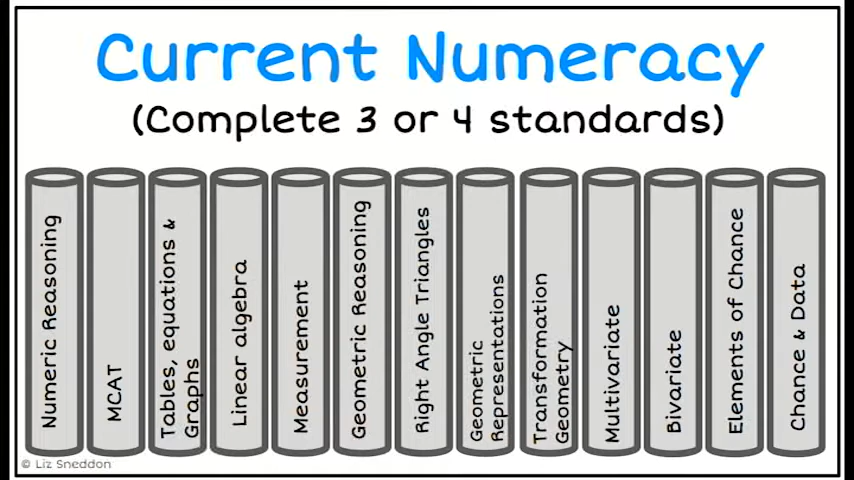 Current Numeracy
(Complete 3 or 4 standards)
Numeric Reasoning
MCAT
Tables, equations &
Graphs
Linear algebra
Measurement
Geometric Reasoning
Right Angle Triangles
Geometric
Representations
Transformation
Geometry
Multivariate
Bivariate
Elements of Chance
Chance & Data
© Liz Sneddon